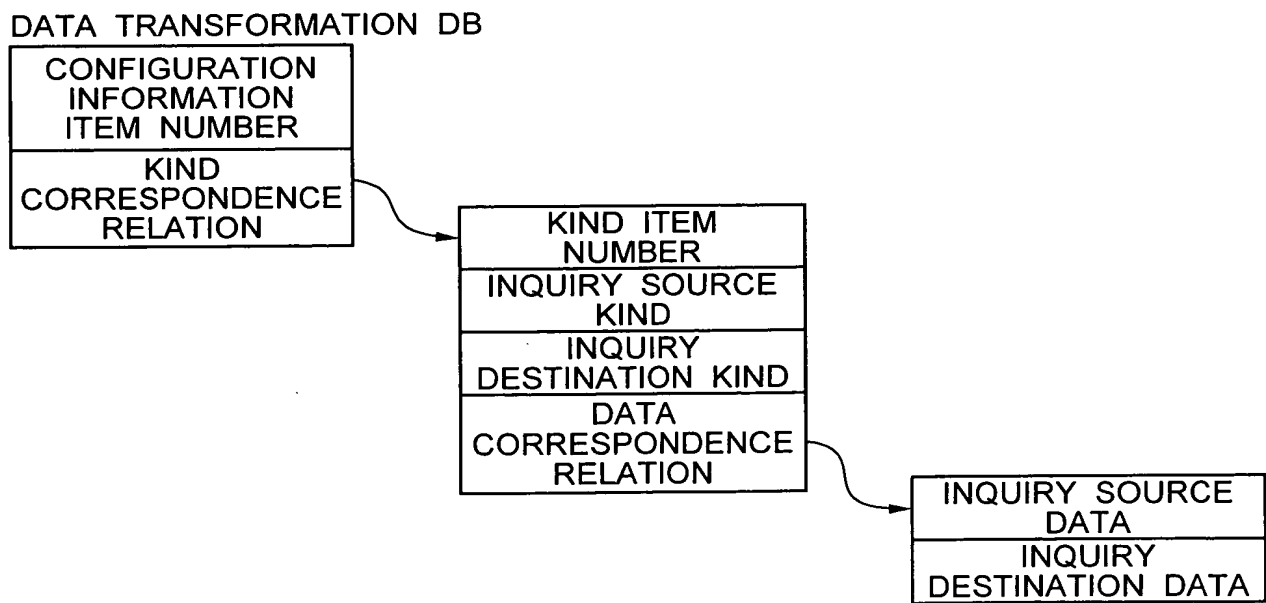 DATA TRANSFORMATION DB
CONFIGURATION
INFORMATION
ITEM NUMBER
KIND
CORRESPONDENCE
RELATION
KIND ITEM
NUMBER
INQUIRY SOURCE
KIND
INQUIRY
DESTINATION KIND
DATA
CORRESPONDENCE
RELATION
INQUIRY SOURCE
DATA
INQUIRY
DESTINATION DATA